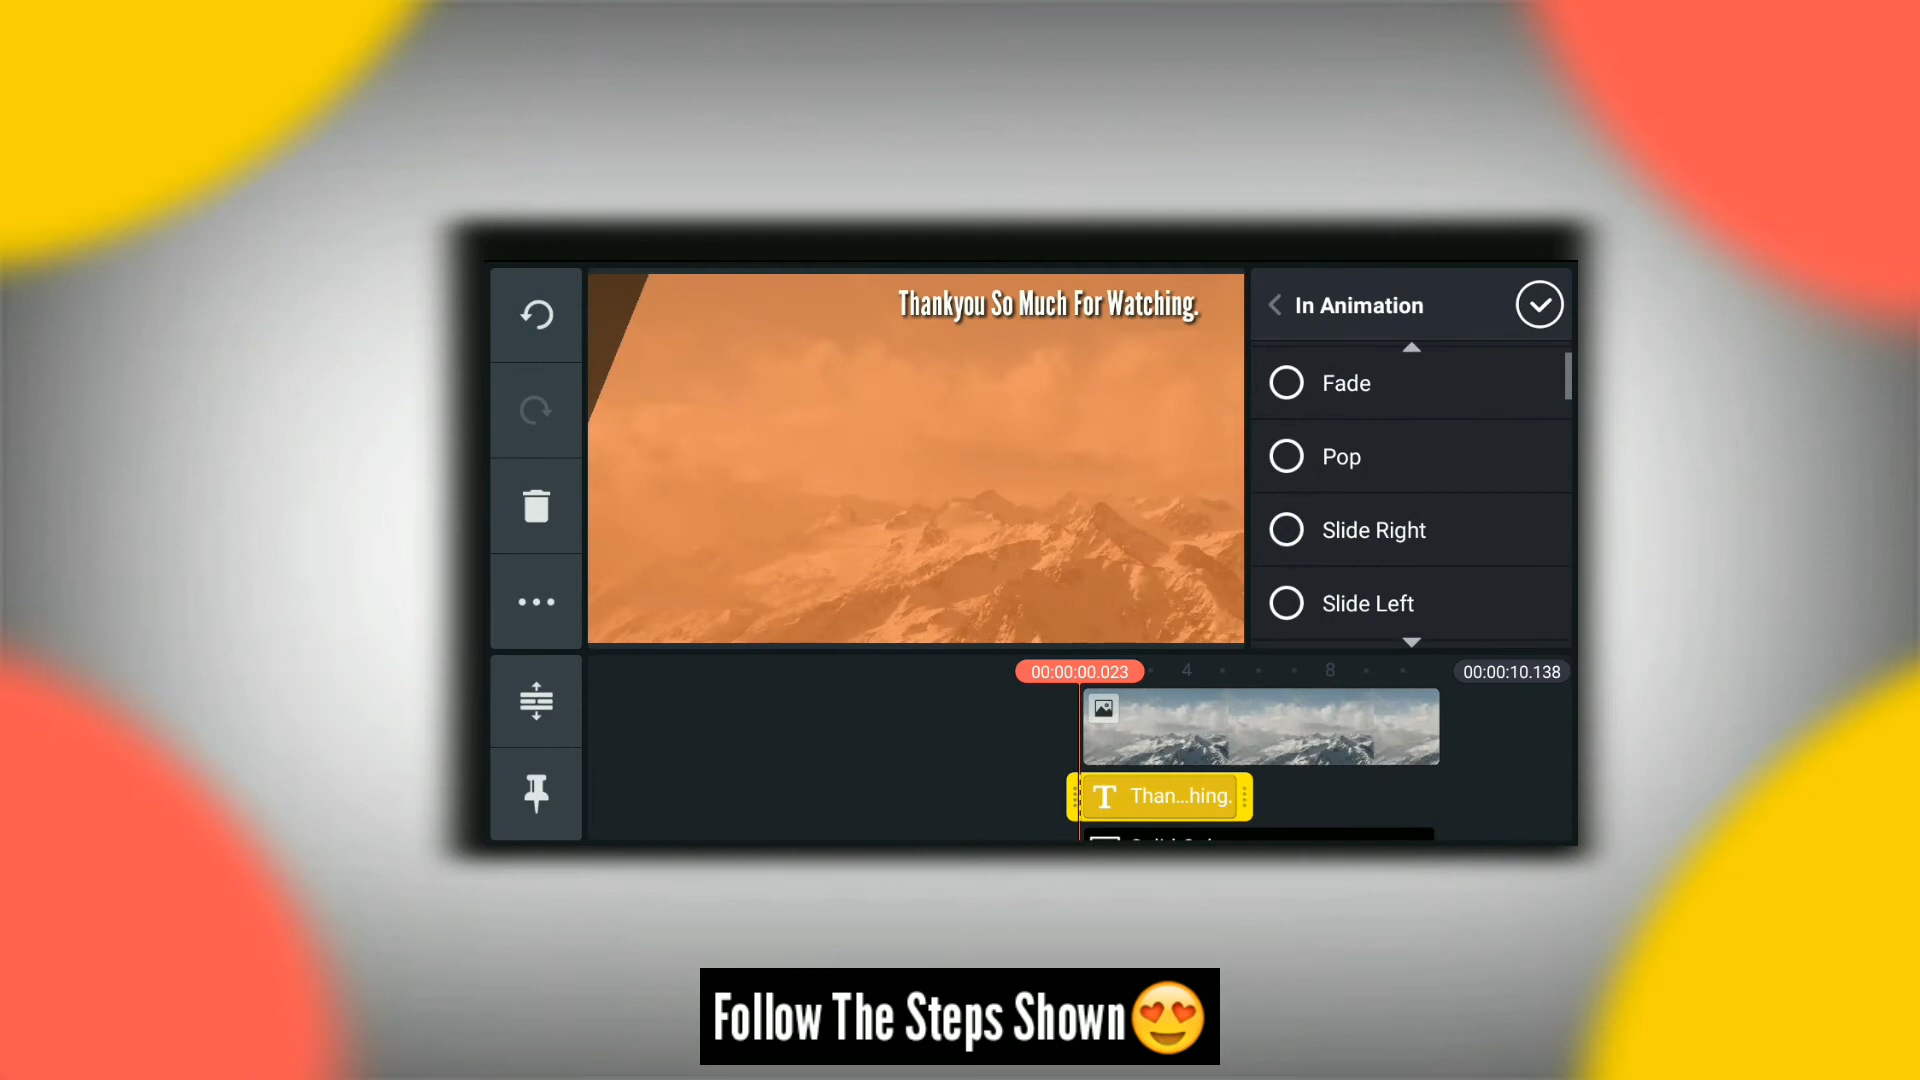 Thankyou So Much For Watching.
In Animation
Fade
Pop
Slide Right
Slide Left
00:00:00.023
4
8
00:00:10.138
T Than...hing.
Follow The Steps Shown😍